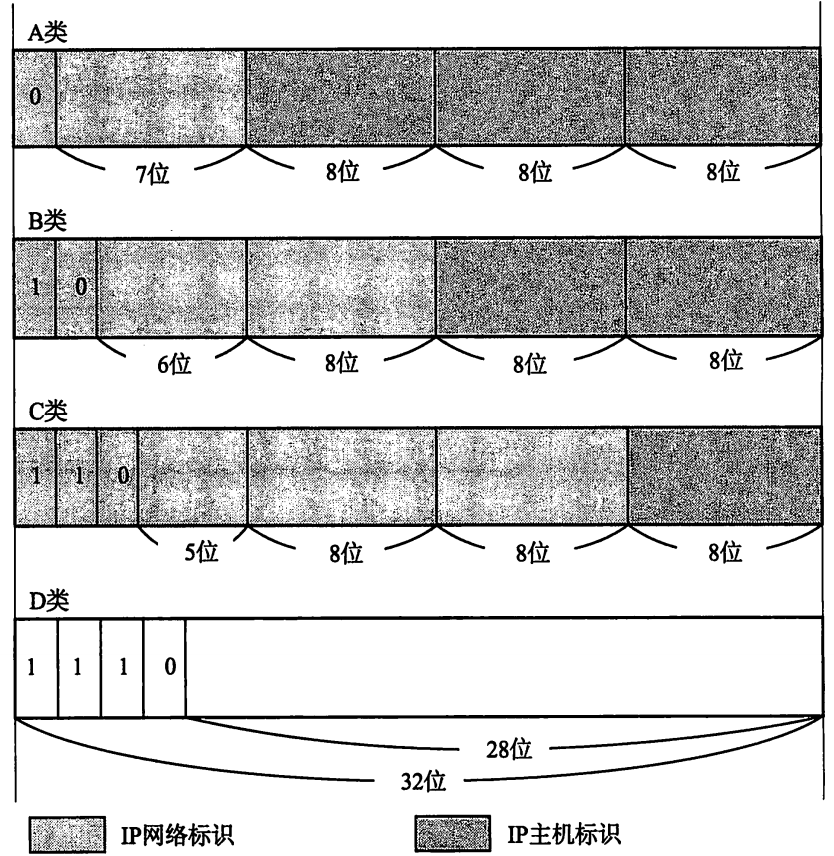 A类
0
7位 8位 8位 8位
B类
1 0
6位 8位 8位 8位
C类
1 1 0
5位 8位 8位 8位
D类
1 1 1 0
28位
32位
IP网络标识 IP主机标识